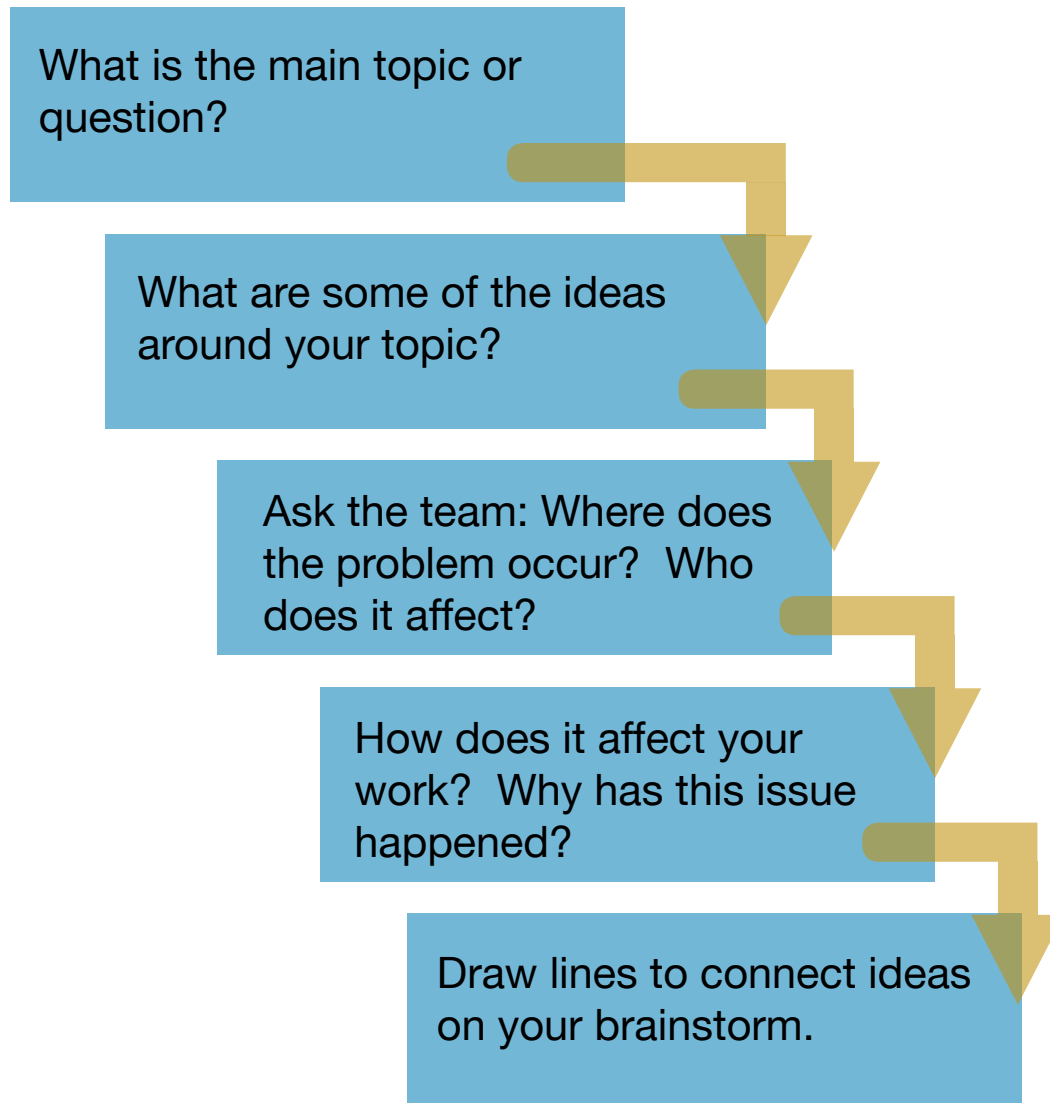 What is the main topic or
question?
What are some of the ideas
around your topic?
Ask the team: Where does
the problem occur?  Who
does it affect?
How does it affect your
work?  Why has this issue
happened?
Draw lines to connect ideas
on your brainstorm.